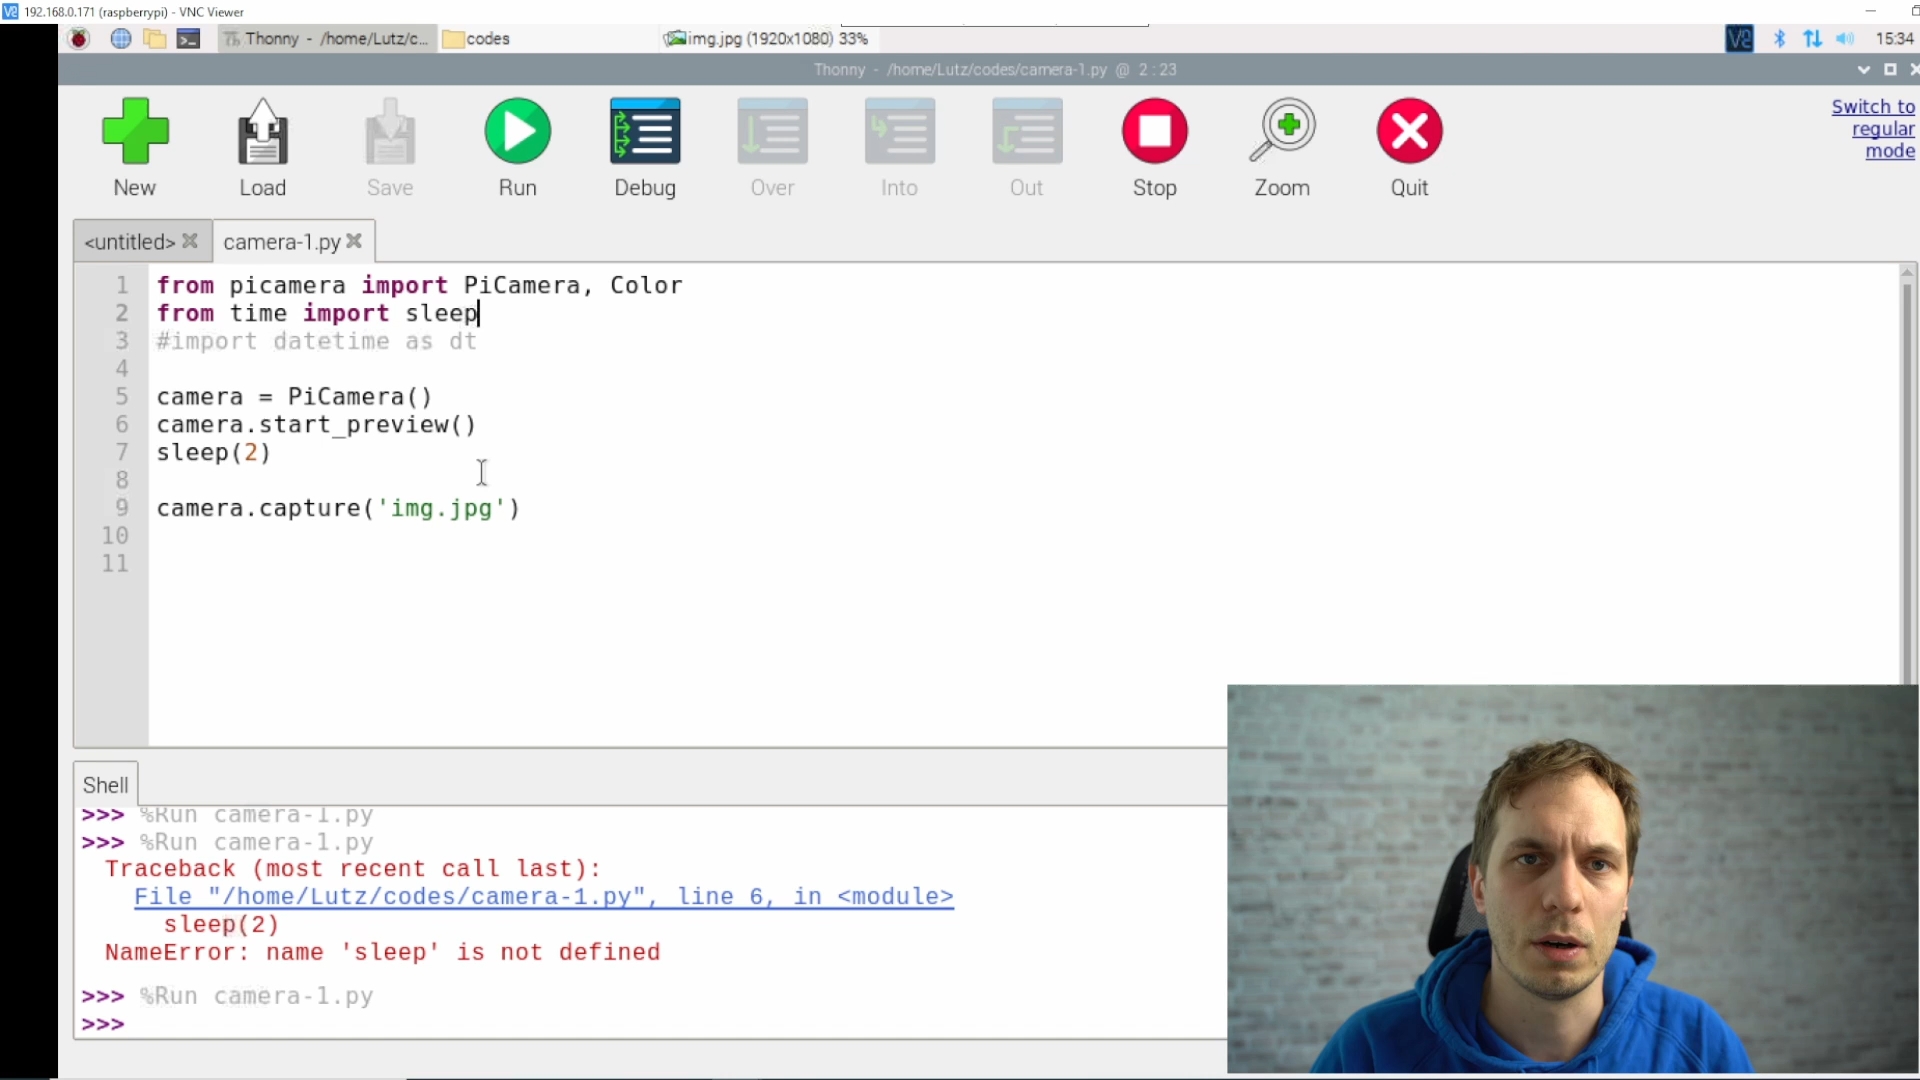 192.168.0.171 (raspberrypi) - VNC Viewer
Thonny - /home/Lutz/c...
codes
img.jpg (1920x1080) 33%
15:34
Thonny - /home/Lutz/codes/camera-1.py @ 2:23
New
Load
Save
Run
Debug
Over
Into
Out
Stop
Zoom
Quit
Switch to
regular
mode
<untitled>
camera-1.py
1 from picamera import PiCamera, Color
2 from time import sleep
3 #import datetime as dt
4
5 camera = PiCamera()
6 camera.start_preview()
7 sleep(2)
8
9 camera.capture('img.jpg')
10
11
Shell
>>> %Run camera-1.py
>>> %Run camera-1.py
Traceback (most recent call last):
File "/home/Lutz/codes/camera-1.py", line 6, in <module>
sleep(2)
NameError: name 'sleep' is not defined
>>> %Run camera-1.py
>>>